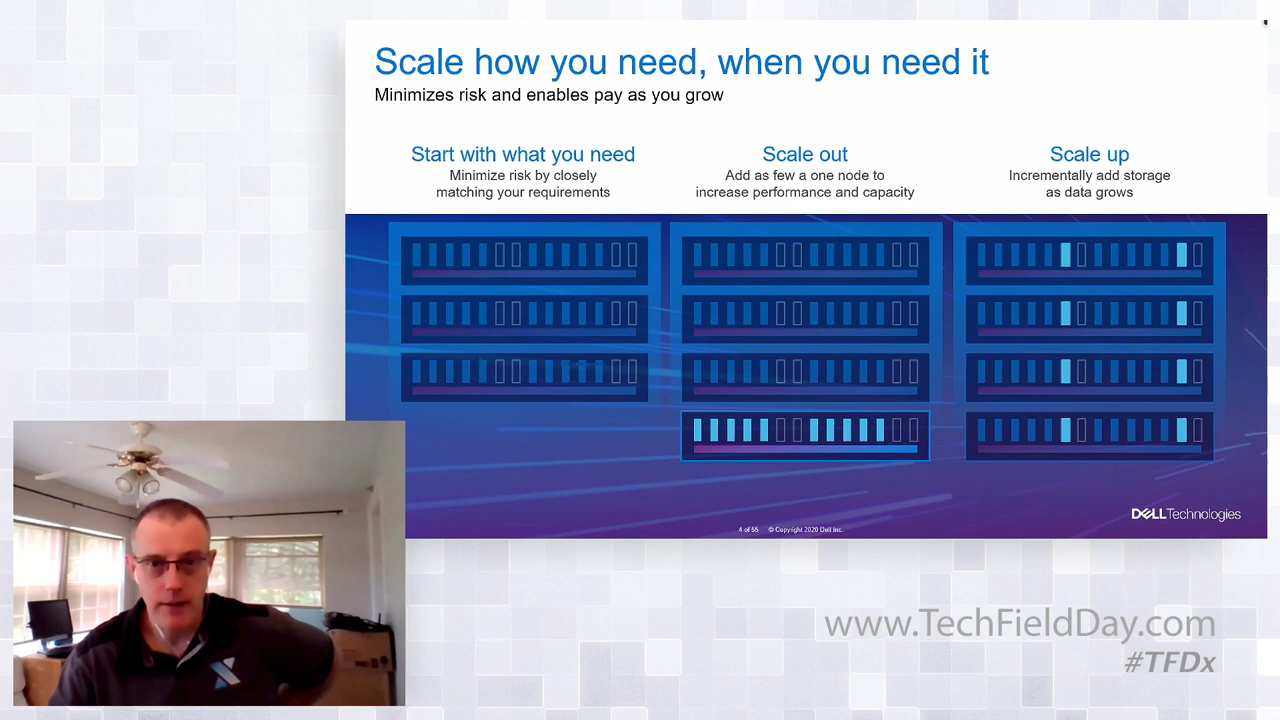 Scale how you need, when you need it
Minimizes risk and enables pay as you grow
Start with what you need
Minimize risk by closely
matching your requirements
Scale out
Add as few a one node to
increase performance and capacity
Scale up
Incrementally add storage
as data grows
4 of 55 © Copyright 2020 Dell Inc.
DELLTechnologies
www.TechFieldDay.com
#TFDx